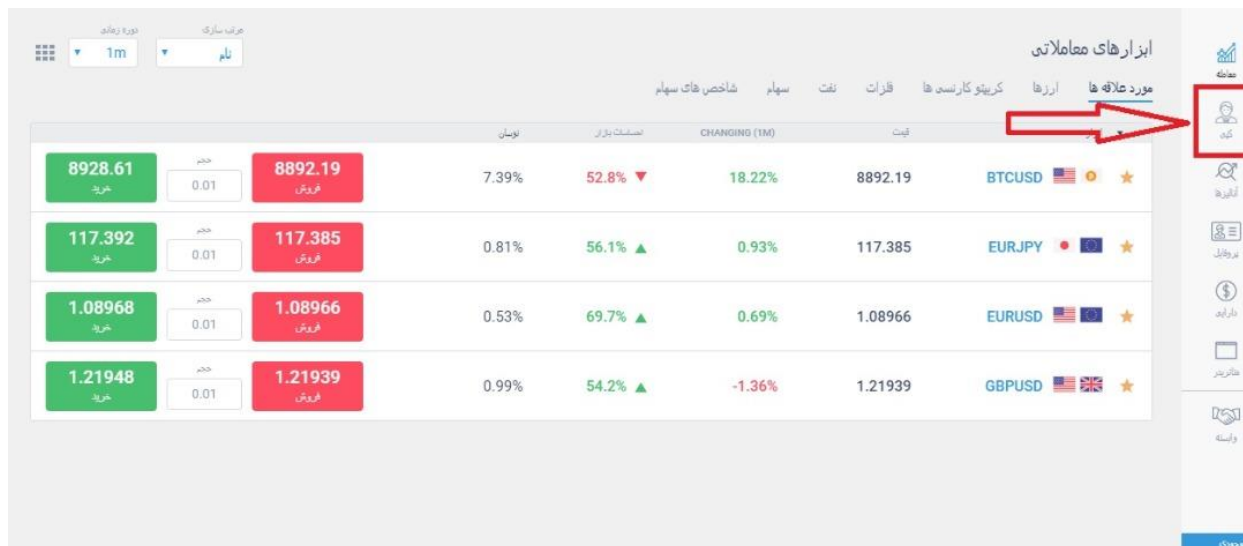 ابزارهای معاملاتی
مرتب سازی
نام
دوره زمانی
1m
مورد علاقه ها ارزها کریپتو کارنسی ها فلزات نفت سهام شاخص های سهام
قیمت CHANGING (1M) نوسان
BTCUSD 8892.19 18.22% 52.8% 7.39%
8892.19
فروش
حجم
0.01
8928.61
خرید
EURJPY 117.385 0.93% 56.1% 0.81%
117.385
فروش
حجم
0.01
117.392
خرید
EURUSD 1.08966 0.69% 69.7% 0.53%
1.08966
فروش
حجم
0.01
1.08968
خرید
GBPUSD 1.21939 -1.36% 54.2% 0.99%
1.21939
فروش
حجم
0.01
1.21948
خرید
معامله
کپی
آنالیزها
پروفایل
دارایی
متاتریدر
وابسته